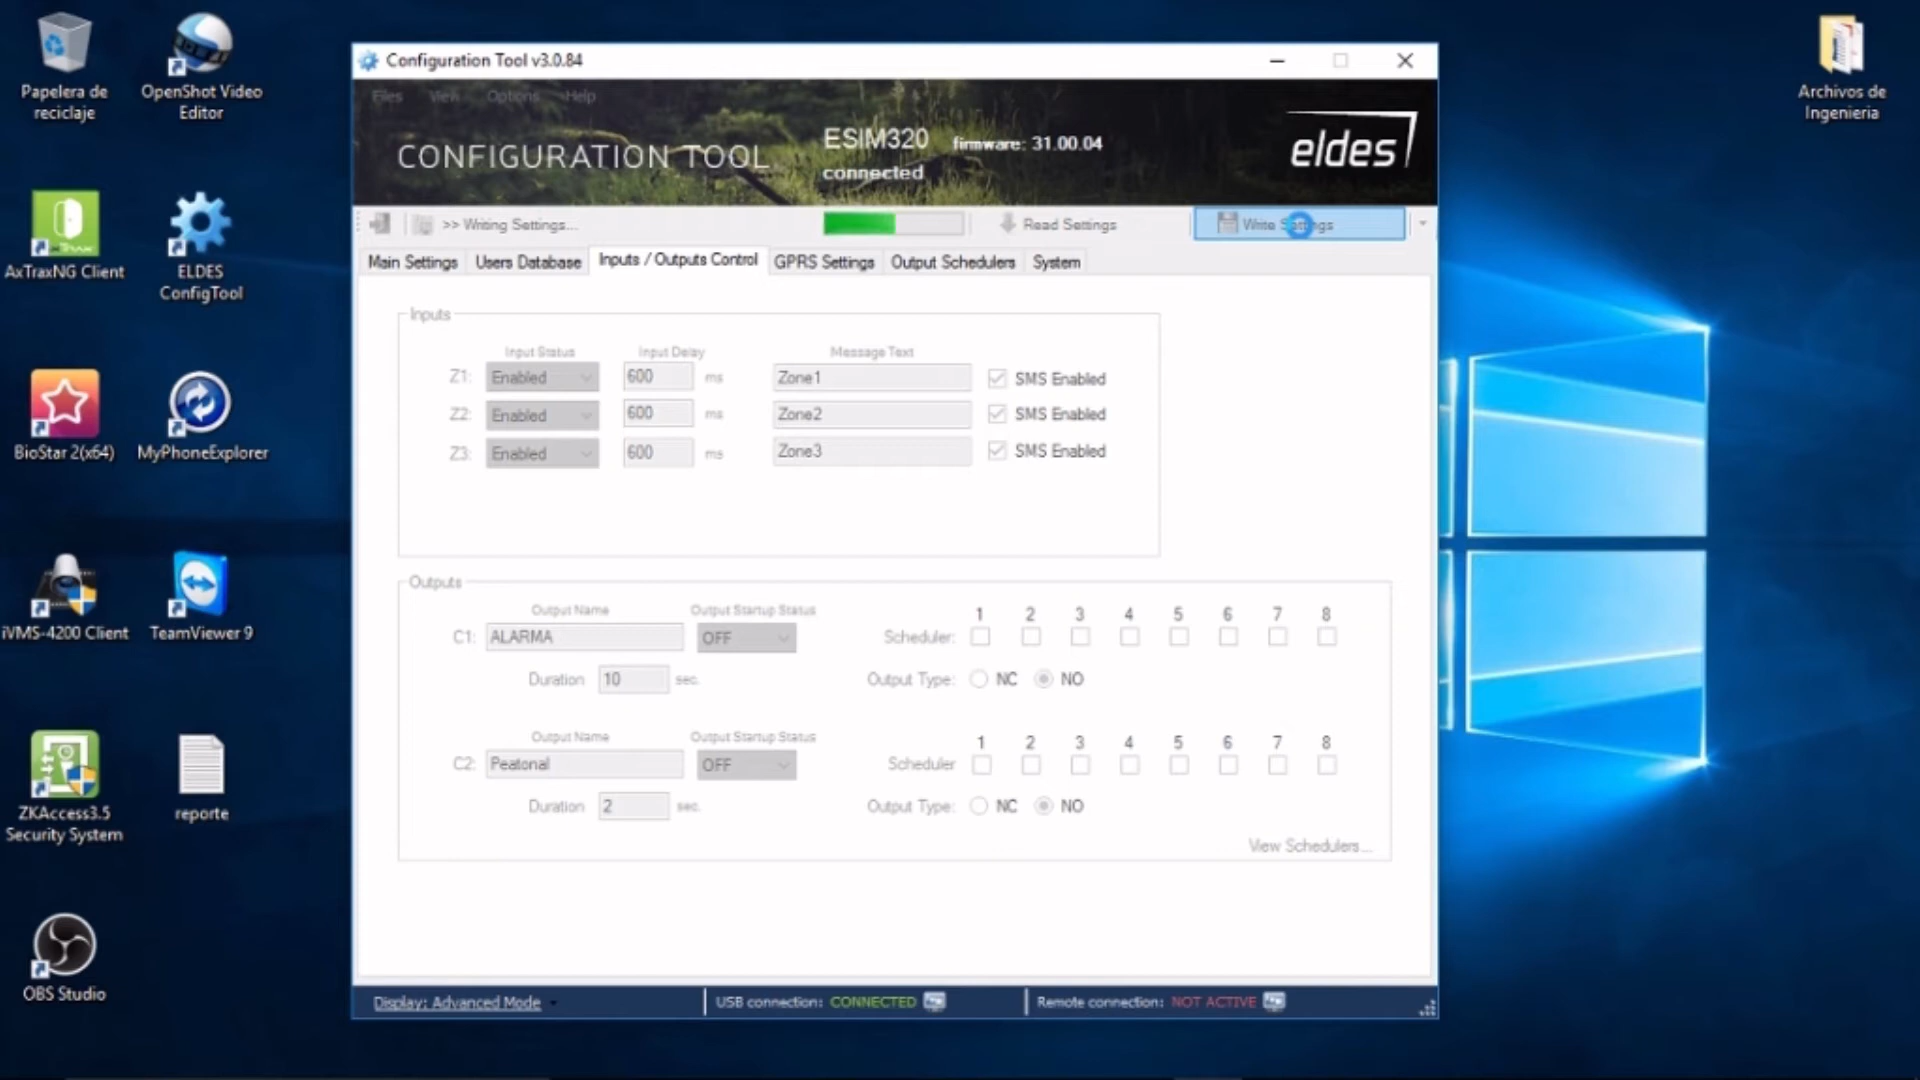 Papelera de
reciclaje
OpenShot Video
Editor
AxTraxNG Client
ELDES
ConfigTool
BioStar 2(x64)
MyPhoneExplorer
iVMS-4200 Client
TeamViewer 9
ZKAccess3.5
Security System
reporte
OBS Studio
Archivos de
Ingenieria
Configuration Tool v3.0.84
Files View Options Help
CONFIGURATION TOOL
ESIM320 firmware: 31.00.04
connected
eldes
>> Writing Settings...
Read Settings
Write Settings
Main Settings Users Database Inputs / Outputs Control GPRS Settings Output Schedulers System
Inputs
Input Status Input Delay Message Text
Z1: Enabled 600 ms Zone1 SMS Enabled
Z2: Enabled 600 ms Zone2 SMS Enabled
Z3: Enabled 600 ms Zone3 SMS Enabled
Outputs
Output Name Output Startup Status 1 2 3 4 5 6 7 8
C1: ALARMA OFF Scheduler:
Duration 10 sec. Output Type: NC NO
Output Name Output Startup Status 1 2 3 4 5 6 7 8
C2: Peatonal OFF Scheduler
Duration 2 sec. Output Type: NC NO
View Schedulers...
Display: Advanced Mode
USB connection: CONNECTED
Remote connection: NOT ACTIVE